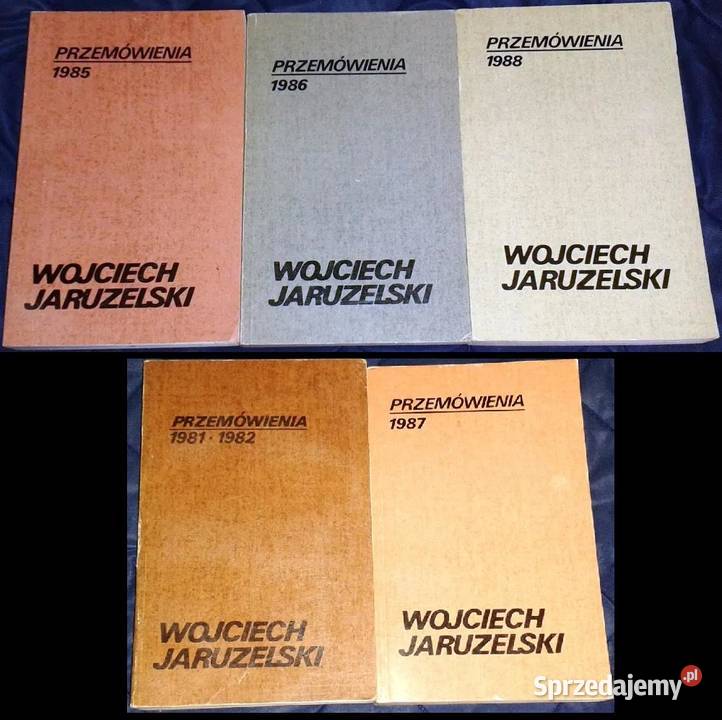 PRZEMÓWIENIA
1985
WOJCIECH
JARUZELSKI
PRZEMÓWIENIA
1986
WOJCIECH
JARUZELSKI
PRZEMÓWIENIA
1988
WOJCIECH
JARUZELSKI
PRZEMÓWIENIA
1981 · 1982
WOJCIECH
JARUZELSKI
PRZEMÓWIENIA
1987
WOJCIECH
JARUZELSKI
Sprzedajemy.pl